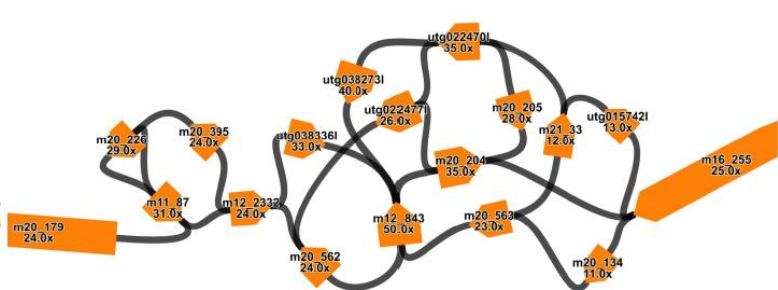 utg022470l
35.0x
utg038273l
40.0x
utg022477l
26.0x
m20_205
28.0x
utg015742l
13.0x
m20_226
29.0x
m20_395
24.0x
utg038336l
33.0x
m21_33
12.0x
m20_204
35.0x
m16_255
25.0x
m11_87
31.0x
m12_2332
24.0x
m12_843
50.0x
m20_563
23.0x
m20_179
24.0x
m20_562
24.0x
m20_134
11.0x